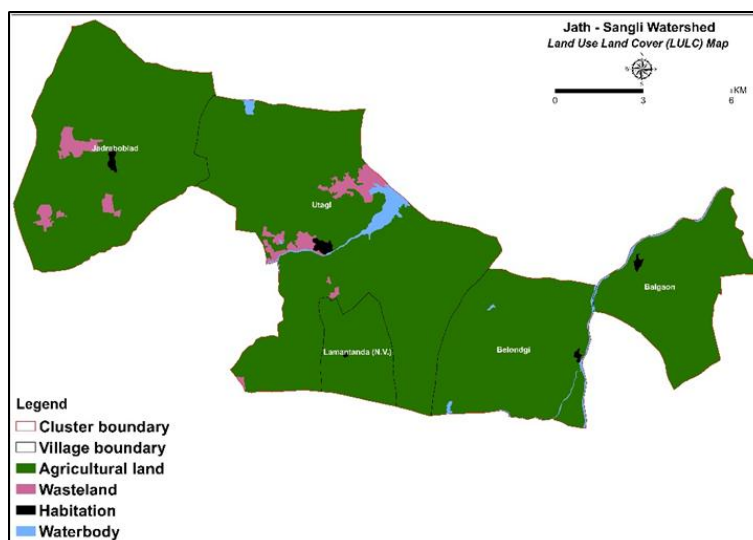 Jath - Sangli Watershed
Land Use Land Cover (LULC) Map
N
KM
0
3
6
Jadraboblad
Utagi
Balgaon
Lamantanda (N.V.)
Belondgi
Legend
Cluster boundary
Village boundary
Agricultural land
Wasteland
Habitation
Waterbody